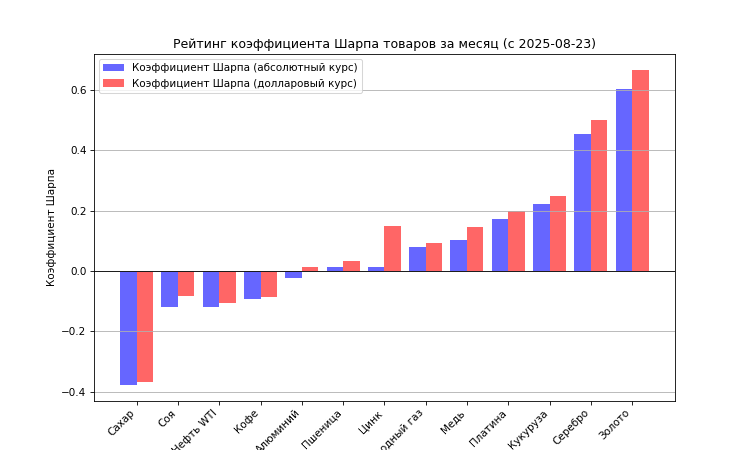 Рейтинг коэффициента Шарпа товаров за месяц (с 2025-08-23)
Коэффициент Шарпа (абсолютный курс)
Коэффициент Шарпа (долларовый курс)
Коэффициент Шарпа
0.6
0.4
0.2
0.0
−0.2
−0.4
Сахар
Соя
Нефть WTI
Кофе
Алюминий
Пшеница
Цинк
газ
Медь
Платина
Кукуруза
Серебро
Золото